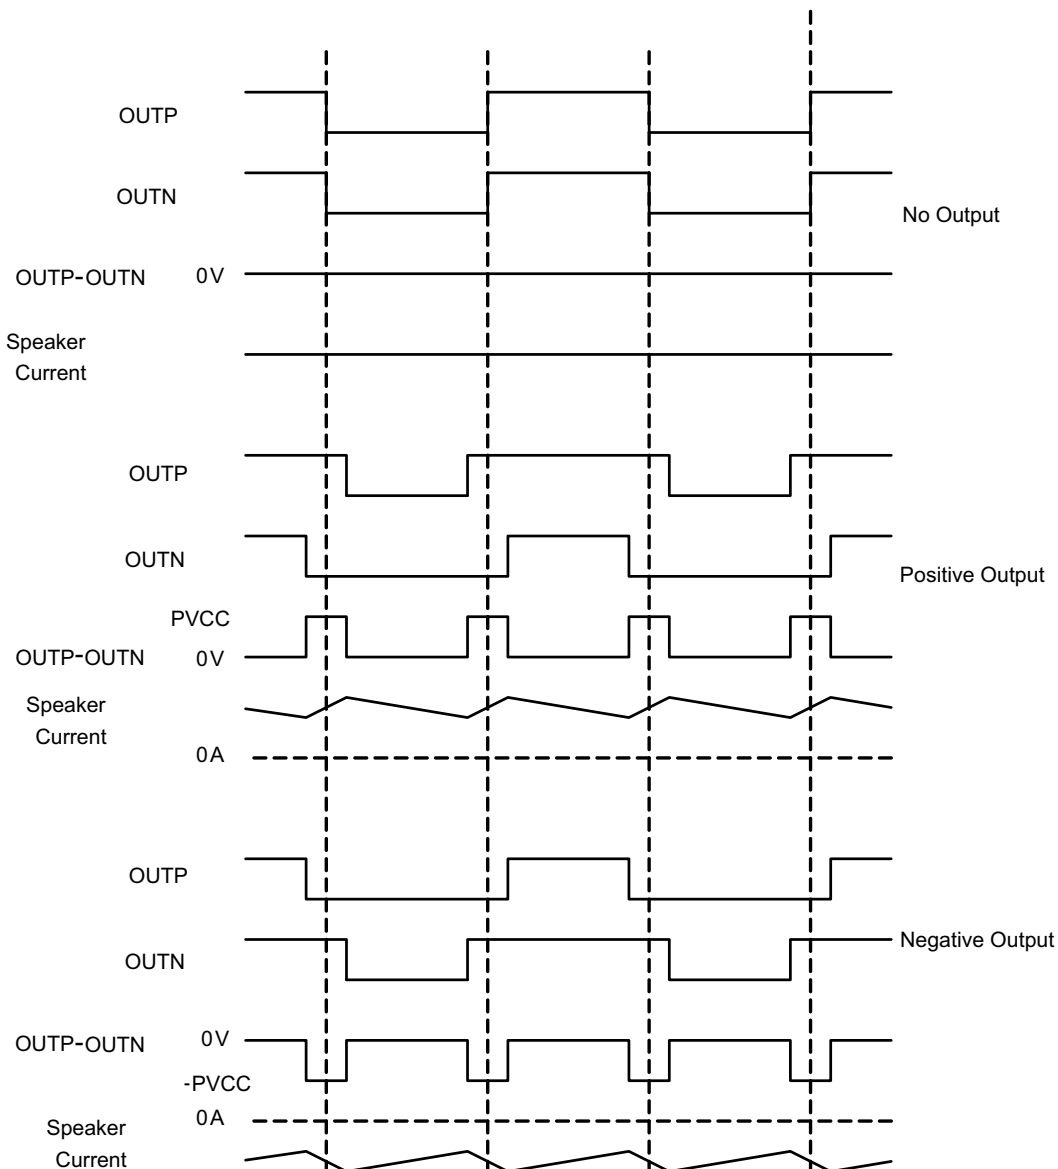 OUTP
OUTN
No Output
OUTP-OUTN 0V
Speaker
Current
OUTP
OUTN
Positive Output
PVCC
OUTP-OUTN 0V
Speaker
Current
0A
OUTP
OUTN
Negative Output
OUTP-OUTN 0V
-PVCC
0A
Speaker
Current